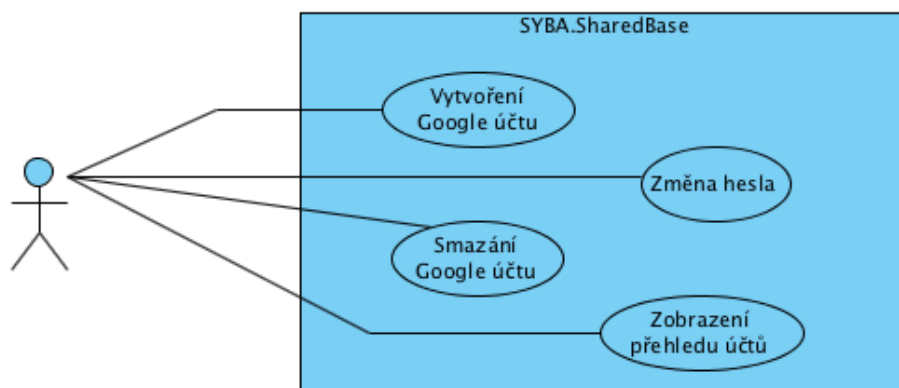 SYBA.SharedBase
Vytvoření
Google účtu
Změna hesla
Smazání
Google účtu
Zobrazení
přehledu účtů